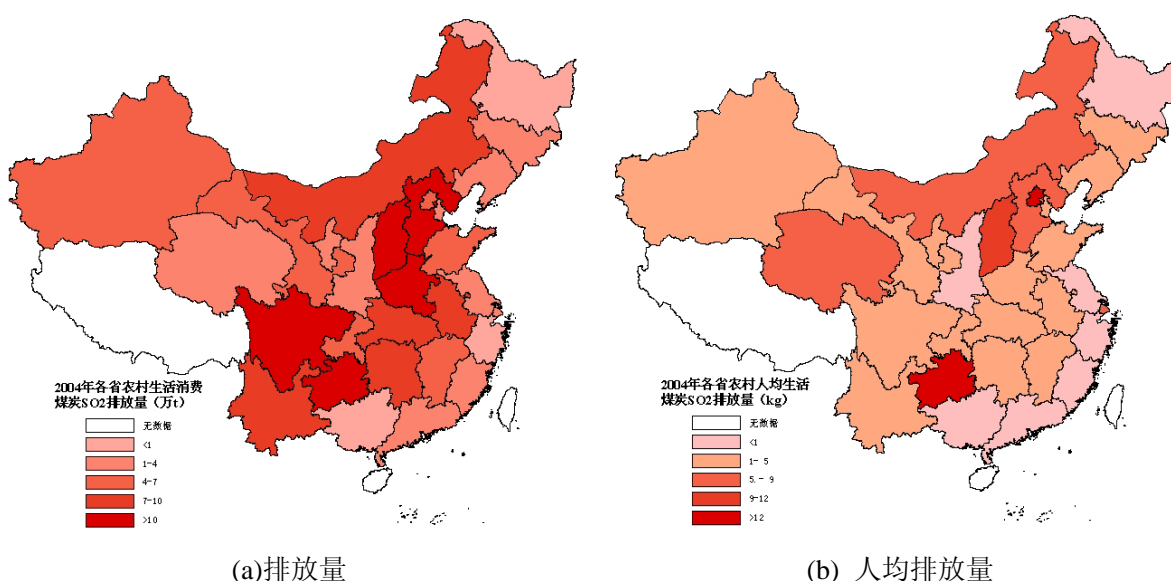 2004年各省农村生活消费
煤炭SO2排放量（万t）
无数据
<1
1-4
4-7
7-10
>10
2004年各省农村人均生活
煤炭SO2排放量（kg）
无数据
<1
1- 5
5.- 9
9-12
>12
(a)排放量
(b) 人均排放量